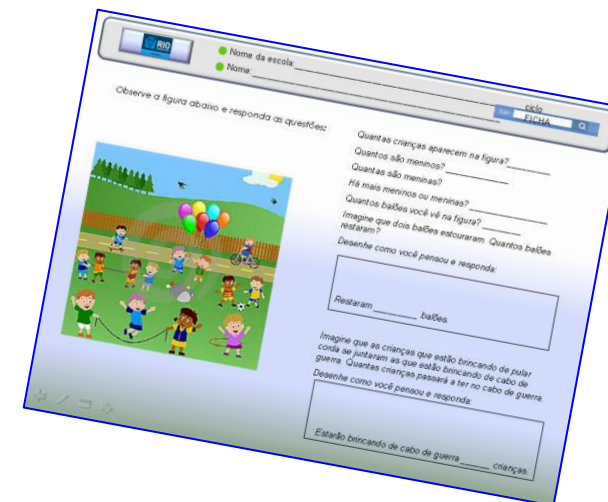 RIO
Nome da escola:
Nome:
ciclo
FICHA
Observe a figura abaixo e responda as questões:
Quantas crianças aparecem na figura?
Quantos são meninos?
Quantas são meninas?
Há mais meninos ou meninas?
Quantos balões você vê na figura?
Imagine que dois balões estouraram. Quantos balões
restaram?
Desenhe como você pensou e responda:
Restaram ______ balões.
Imagine que as crianças que estão brincando de pular
corda se juntaram as que estão brincando de cabo de
guerra. Quantas crianças passará a ter no cabo de guerra.
Desenhe como você pensou e responda:
Estarão brincando de cabo de guerra ______ crianças.